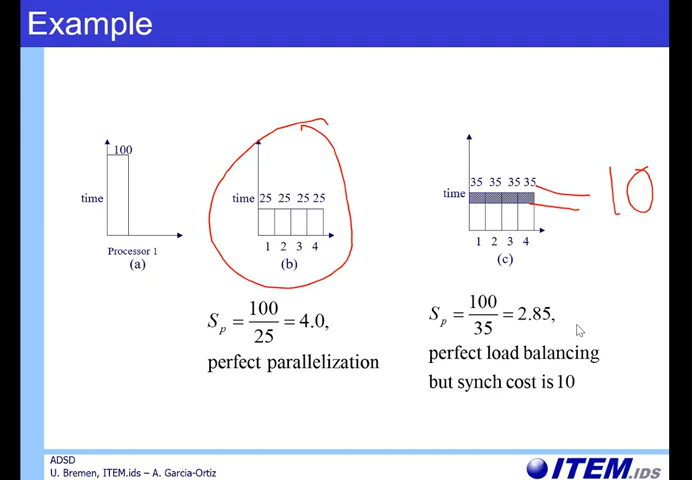 Example
100
time
Processor 1
(a)
time 25 25 25 25
1 2 3 4
(b)
35 35 35 35
time
1 2 3 4
(c)
10
S_p = 100/25 = 4.0,
perfect parallelization
S_p = 100/35 = 2.85,
perfect load balancing
but synch cost is 10
ADSD
U. Bremen, ITEM.ids – A. Garcia-Ortiz
ITEM.IDS